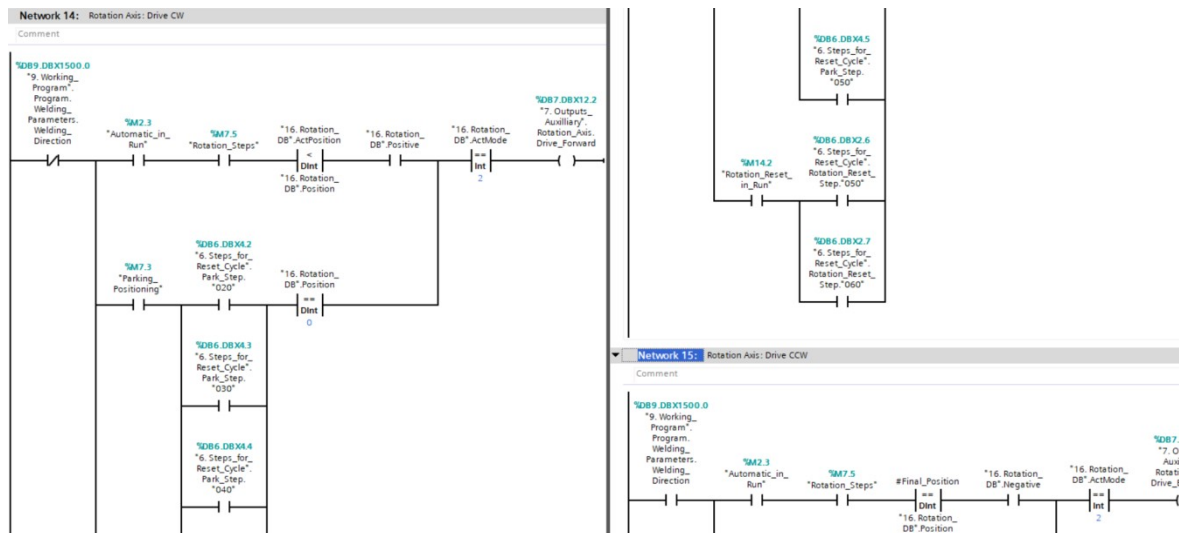 Network 14: Rotation Axis: Drive CW
Comment
%DB9.DBX1500.0
"9. Working_
Program".
Program.
Welding_
Parameters.
Welding_
Direction
%M2.3
"Automatic_in_
Run"
%M7.5
"Rotation_Steps"
"16. Rotation_
DB".ActPosition
<
DInt
"16. Rotation_
DB".Position
"16. Rotation_
DB".Positive
"16. Rotation_
DB".ActMode
==
Int
2
%DB7.DBX12.2
"7. Outputs_
Auxilliary".
Rotation_Axis.
Drive_Forward
%M7.3
"Parking_
Positioning"
%DB6.DBX4.2
"6. Steps_for_
Reset_Cycle".
Park_Step.
"020"
"16. Rotation_
DB".Position
==
DInt
0
%DB6.DBX4.3
"6. Steps_for_
Reset_Cycle".
Park_Step.
"030"
%DB6.DBX4.4
"6. Steps_for_
Reset_Cycle".
Park_Step.
"040"
%DB6.DBX4.5
"6. Steps_for_
Reset_Cycle".
Park_Step.
"050"
%M14.2
"Rotation_Reset_
in_Run"
%DB6.DBX2.6
"6. Steps_for_
Reset_Cycle".
Rotation_Reset_
Step."050"
%DB6.DBX2.7
"6. Steps_for_
Reset_Cycle".
Rotation_Reset_
Step."060"
Network 15: Rotation Axis: Drive CCW
Comment
%DB9.DBX1500.0
"9. Working_
Program".
Program.
Welding_
Parameters.
Welding_
Direction
%M2.3
"Automatic_in_
Run"
%M7.5
"Rotation_Steps"
#Final_Position
==
DInt
"16. Rotation_
DB".Position
"16. Rotation_
DB".Negative
"16. Rotation_
DB".ActMode
==
Int
2
%DB7.
"7. O
Auxi
Rotati